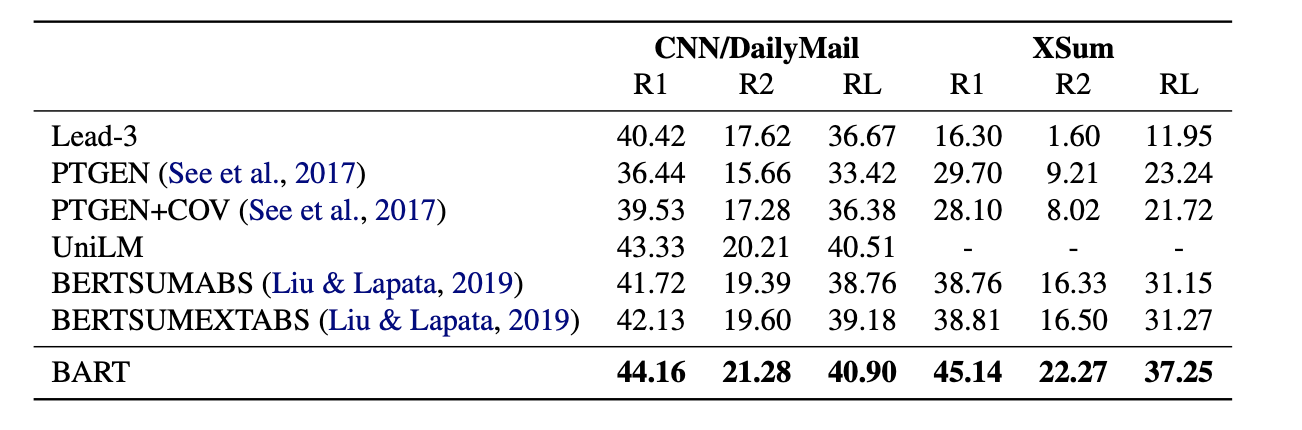 CNN/DailyMail XSum
R1 R2 RL R1 R2 RL
Lead-3 40.42 17.62 36.67 16.30 1.60 11.95
PTGEN (See et al., 2017) 36.44 15.66 33.42 29.70 9.21 23.24
PTGEN+COV (See et al., 2017) 39.53 17.28 36.38 28.10 8.02 21.72
UniLM 43.33 20.21 40.51 - - -
BERTSUMABS (Liu & Lapata, 2019) 41.72 19.39 38.76 38.76 16.33 31.15
BERTSUMEXTABS (Liu & Lapata, 2019) 42.13 19.60 39.18 38.81 16.50 31.27
BART 44.16 21.28 40.90 45.14 22.27 37.25